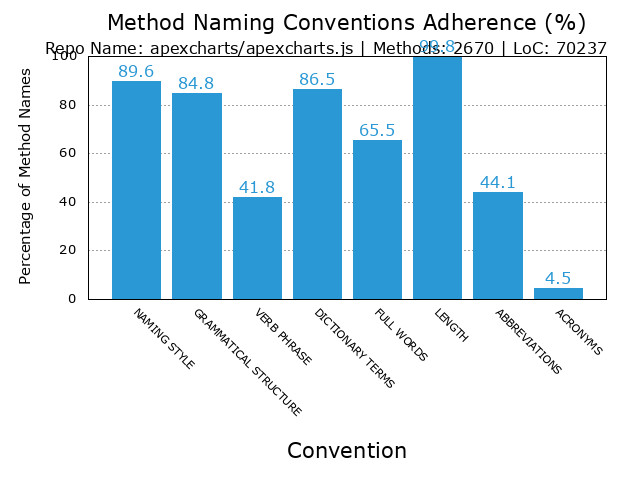 Method Naming Conventions Adherence (%)
Repo Name: apexcharts/apexcharts.js | Methods: 2670 | LoC: 70237
Percentage of Method Names
100
80
60
40
20
0
89.6
84.8
41.8
86.5
65.5
99.8
44.1
4.5
NAMING STYLE
GRAMMATICAL STRUCTURE
VERB PHRASE
DICTIONARY TERMS
FULL WORDS
LENGTH
ABBREVIATIONS
ACRONYMS
Convention